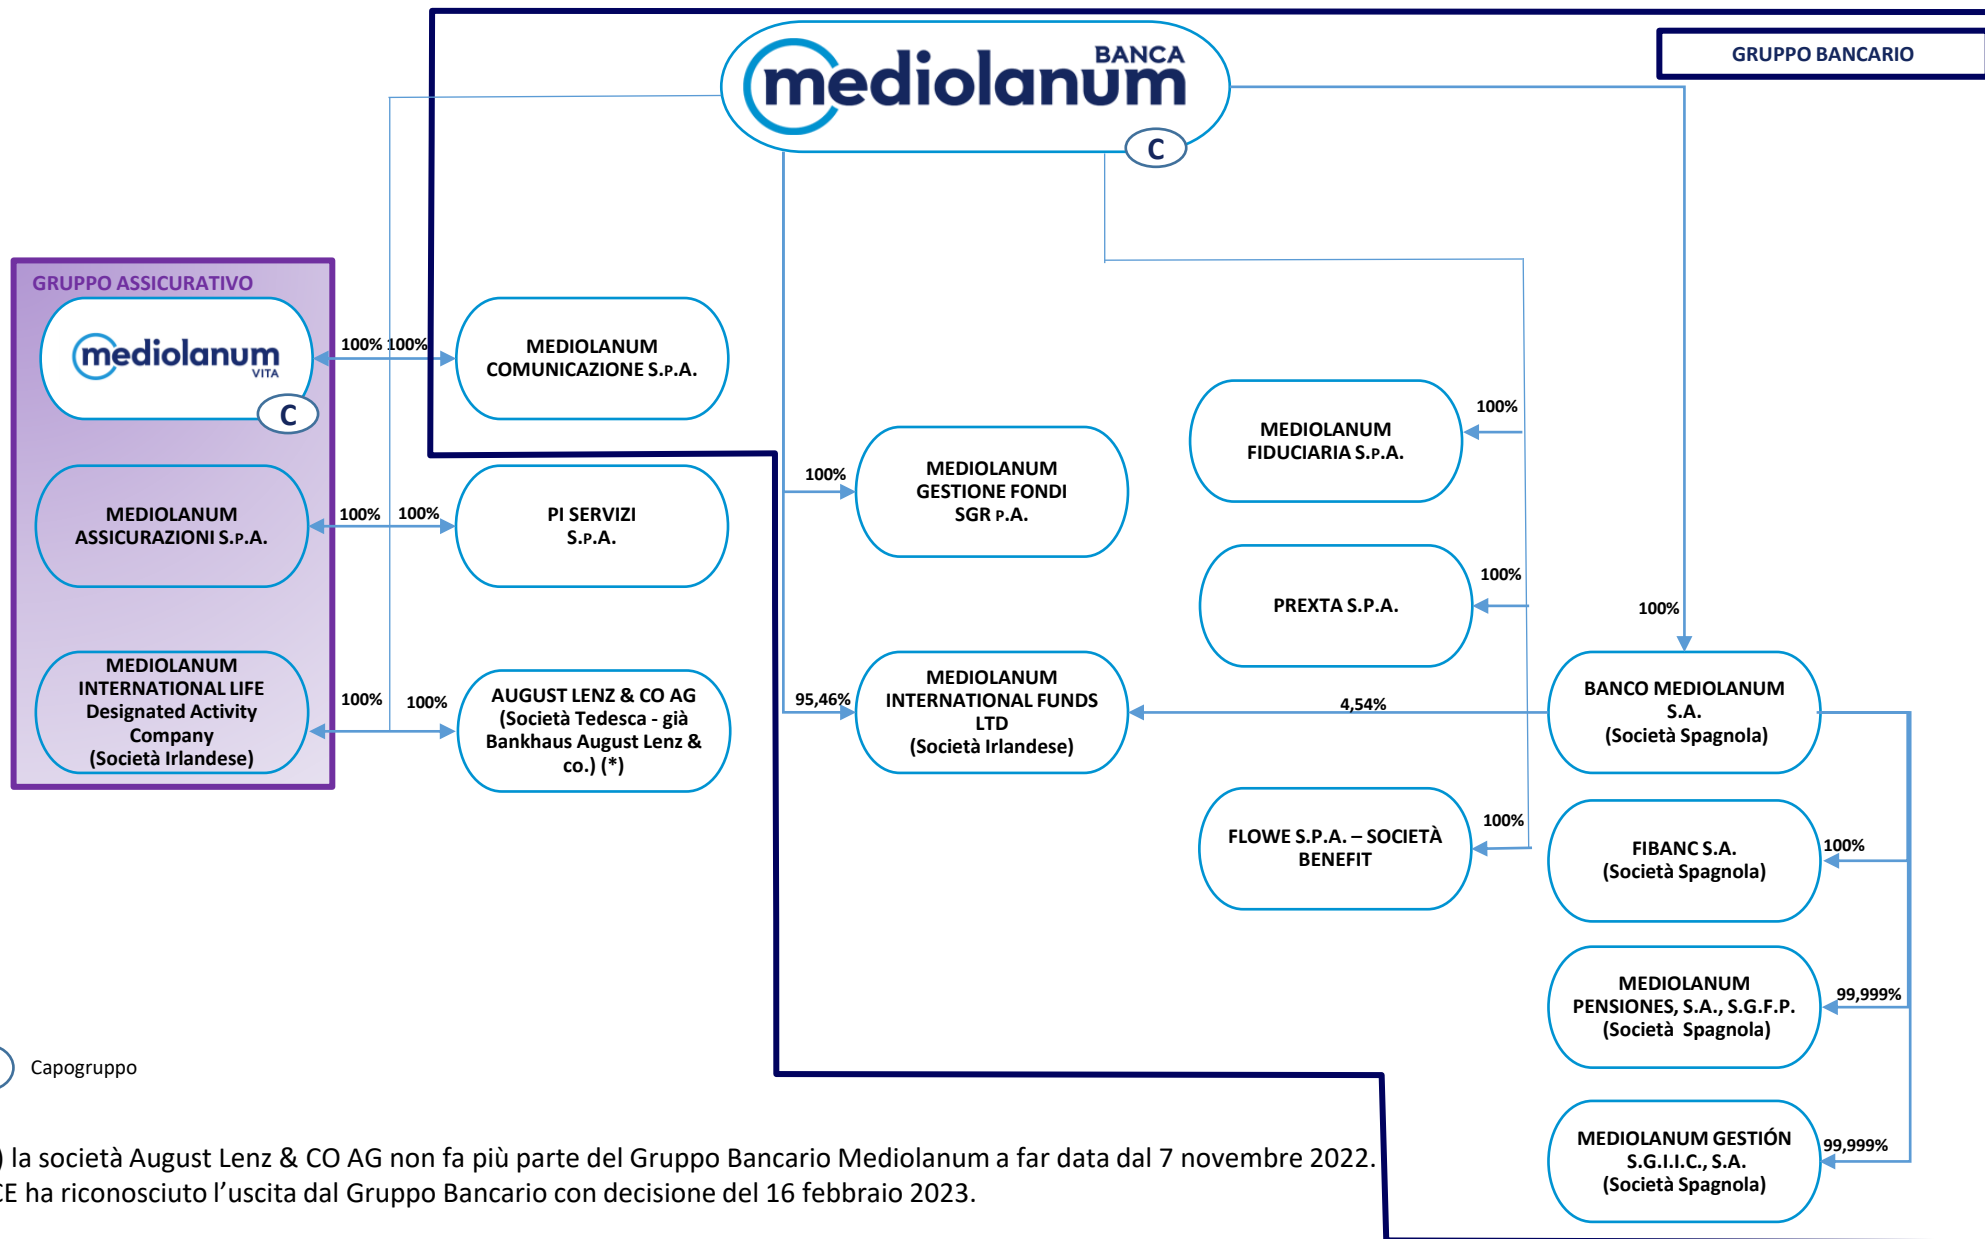 BANCA
mediolanum
C
GRUPPO BANCARIO
GRUPPO ASSICURATIVO
mediolanum
VITA
C
100%
100%
MEDIOLANUM
COMUNICAZIONE S.P.A.
MEDIOLANUM
ASSICURAZIONI S.P.A.
100%
100%
PI SERVIZI
S.P.A.
MEDIOLANUM
INTERNATIONAL LIFE
Designated Activity
Company
(Società Irlandese)
100%
100%
AUGUST LENZ & CO AG
(Società Tedesca - già
Bankhaus August Lenz &
co.) (*)
100%
MEDIOLANUM
GESTIONE FONDI
SGR P.A.
95,46%
MEDIOLANUM
INTERNATIONAL FUNDS
LTD
(Società Irlandese)
4,54%
MEDIOLANUM
FIDUCIARIA S.P.A.
100%
PREXTA S.P.A.
100%
FLOWE S.P.A. – SOCIETÀ
BENEFIT
100%
100%
BANCO MEDIOLANUM
S.A.
(Società Spagnola)
FIBANC S.A.
(Società Spagnola)
100%
MEDIOLANUM
PENSIONES, S.A., S.G.F.P.
(Società Spagnola)
99,999%
MEDIOLANUM GESTIÓN
S.G.I.I.C., S.A.
(Società Spagnola)
99,999%
Capogruppo
) la società August Lenz & CO AG non fa più parte del Gruppo Bancario Mediolanum a far data dal 7 novembre 2022.
CE ha riconosciuto l'uscita dal Gruppo Bancario con decisione del 16 febbraio 2023.